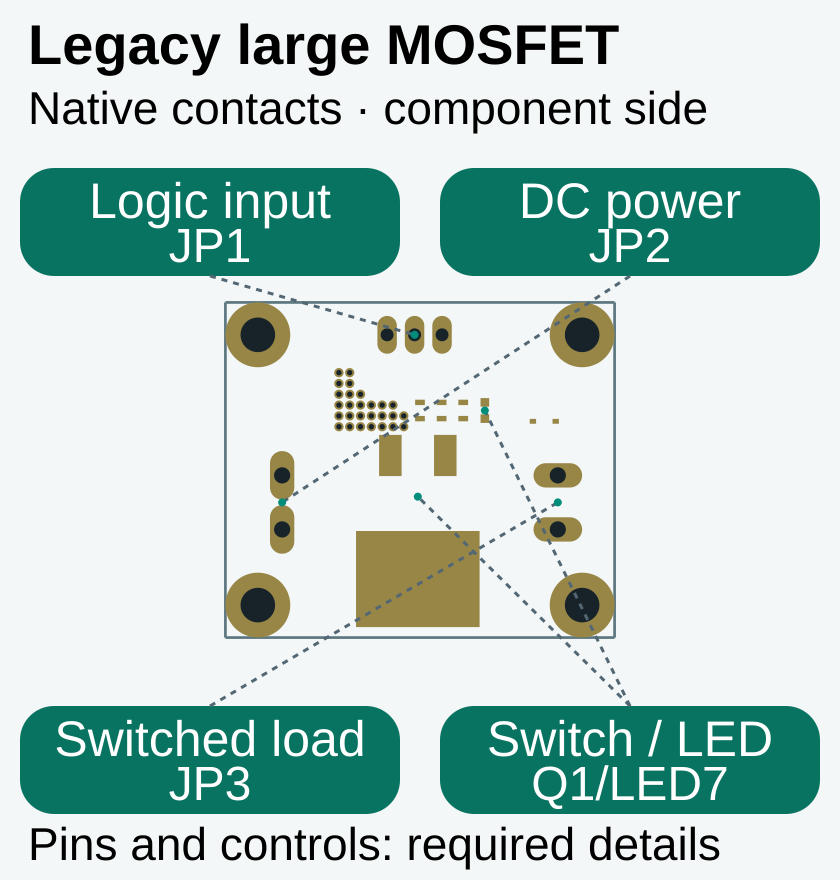 Legacy large MOSFET
Native contacts · component side
Logic input
JP1
DC power
JP2
Switched load
JP3
Switch / LED
Q1/LED7
Pins and controls: required details